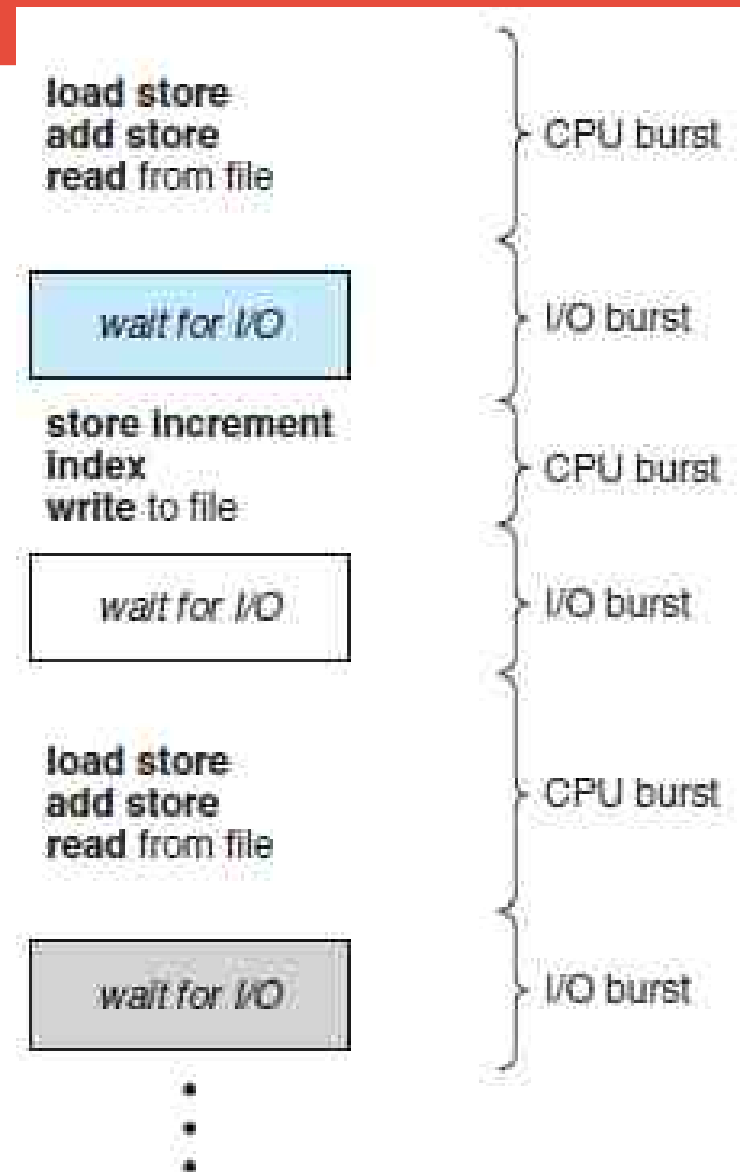 load store
add store
read from file
CPU burst
wait for I/O
I/O burst
store increment
index
write to file
CPU burst
wait for I/O
I/O burst
load store
add store
read from file
CPU burst
wait for I/O
I/O burst